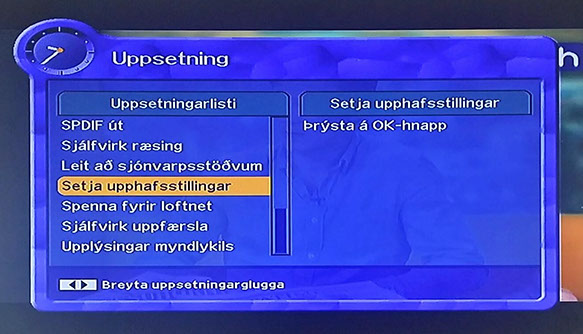 Uppsetning
Uppsetningarlisti
SPDIF út
Sjálfvirk ræsing
Leit að sjónvarpsstöðvum
Setja upphafsstillingar
Spenna fyrir loftnet
Sjálfvirk uppfærsla
Upplýsingar myndlykils
Setja upphafsstillingar
Þrýsta á OK-hnapp
Breyta uppsetningarglugga
h